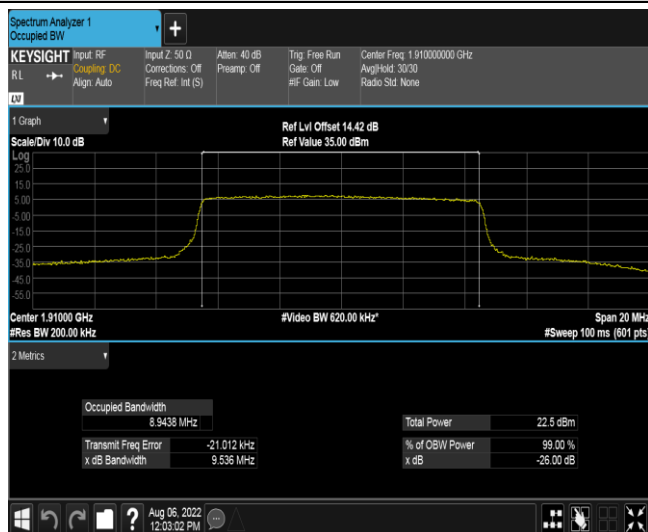 Spectrum Analyzer 1
Occupied BW
+
KEYSIGHT Input: RF Input Z: 50 Ω Atten: 40 dB Trig: Free Run Center Freq: 1.910000000 GHz
RL Coupling: DC Corrections: Off Preamp: Off Gate: Off Avg|Hold: 30/30
Align: Auto Freq Ref: Int (S) #IF Gain: Low Radio Std: None
LXI
1 Graph
Ref Lvl Offset 14.42 dB
Scale/Div 10.0 dB Ref Value 35.00 dBm
Log
25.0
15.0
5.00
-5.00
-15.0
-25.0
-35.0
-45.0
-55.0
Center 1.91000 GHz #Video BW 620.00 kHz* Span 20 MHz
#Res BW 200.00 kHz #Sweep 100 ms (601 pts)
2 Metrics
Occupied Bandwidth
8.9438 MHz Total Power 22.5 dBm
Transmit Freq Error -21.012 kHz % of OBW Power 99.00 %
x dB Bandwidth 9.536 MHz x dB -26.00 dB
? Aug 06, 2022
12:03:02 PM